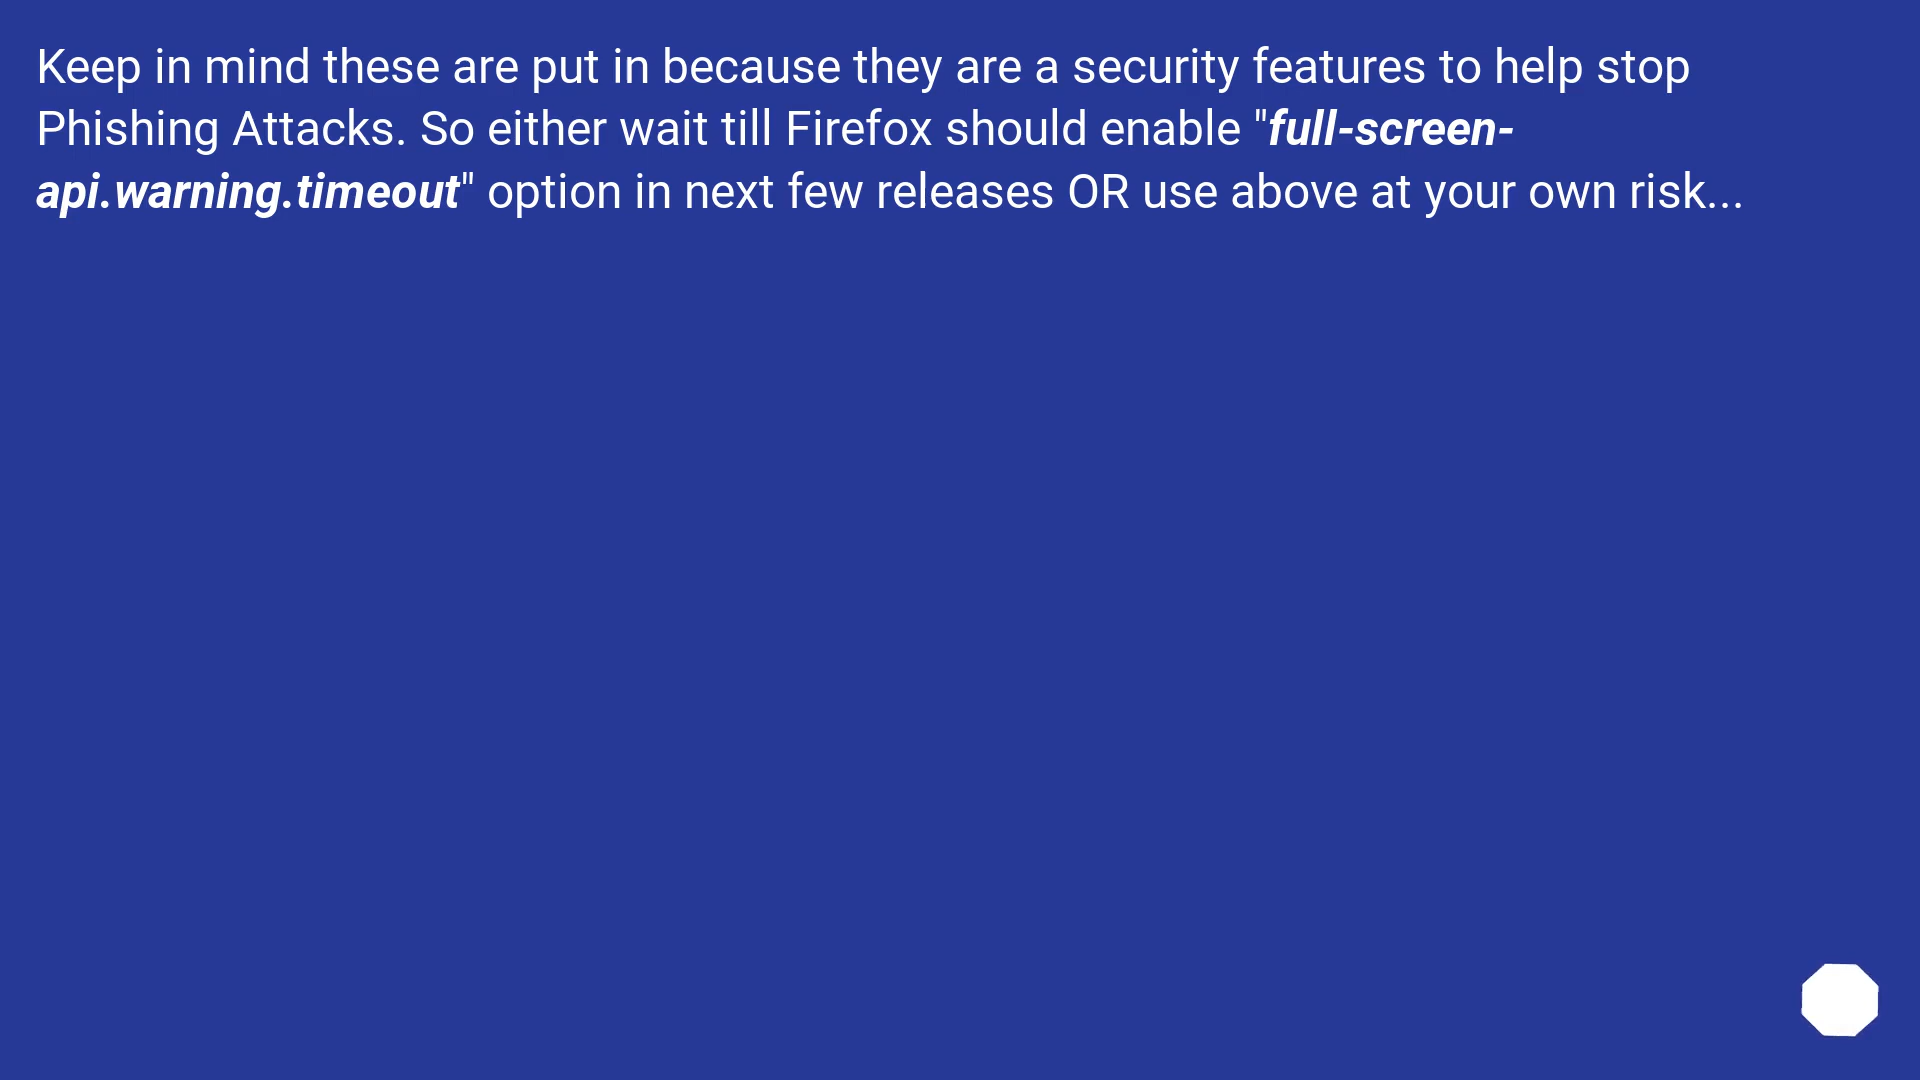 Keep in mind these are put in because they are a security features to help stop
Phishing Attacks. So either wait till Firefox should enable "full-screen-
api.warning.timeout" option in next few releases OR use above at your own risk...